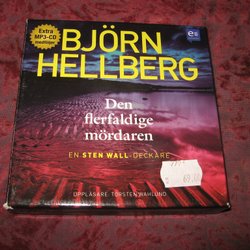 Extra
MP3-CD
medföljer
BJÖRN
HELLBERG
Den
flerfaldige
mördaren
EN STEN WALL-DECKARE
UPPLÄSARE: TORSTEN WAHLUND